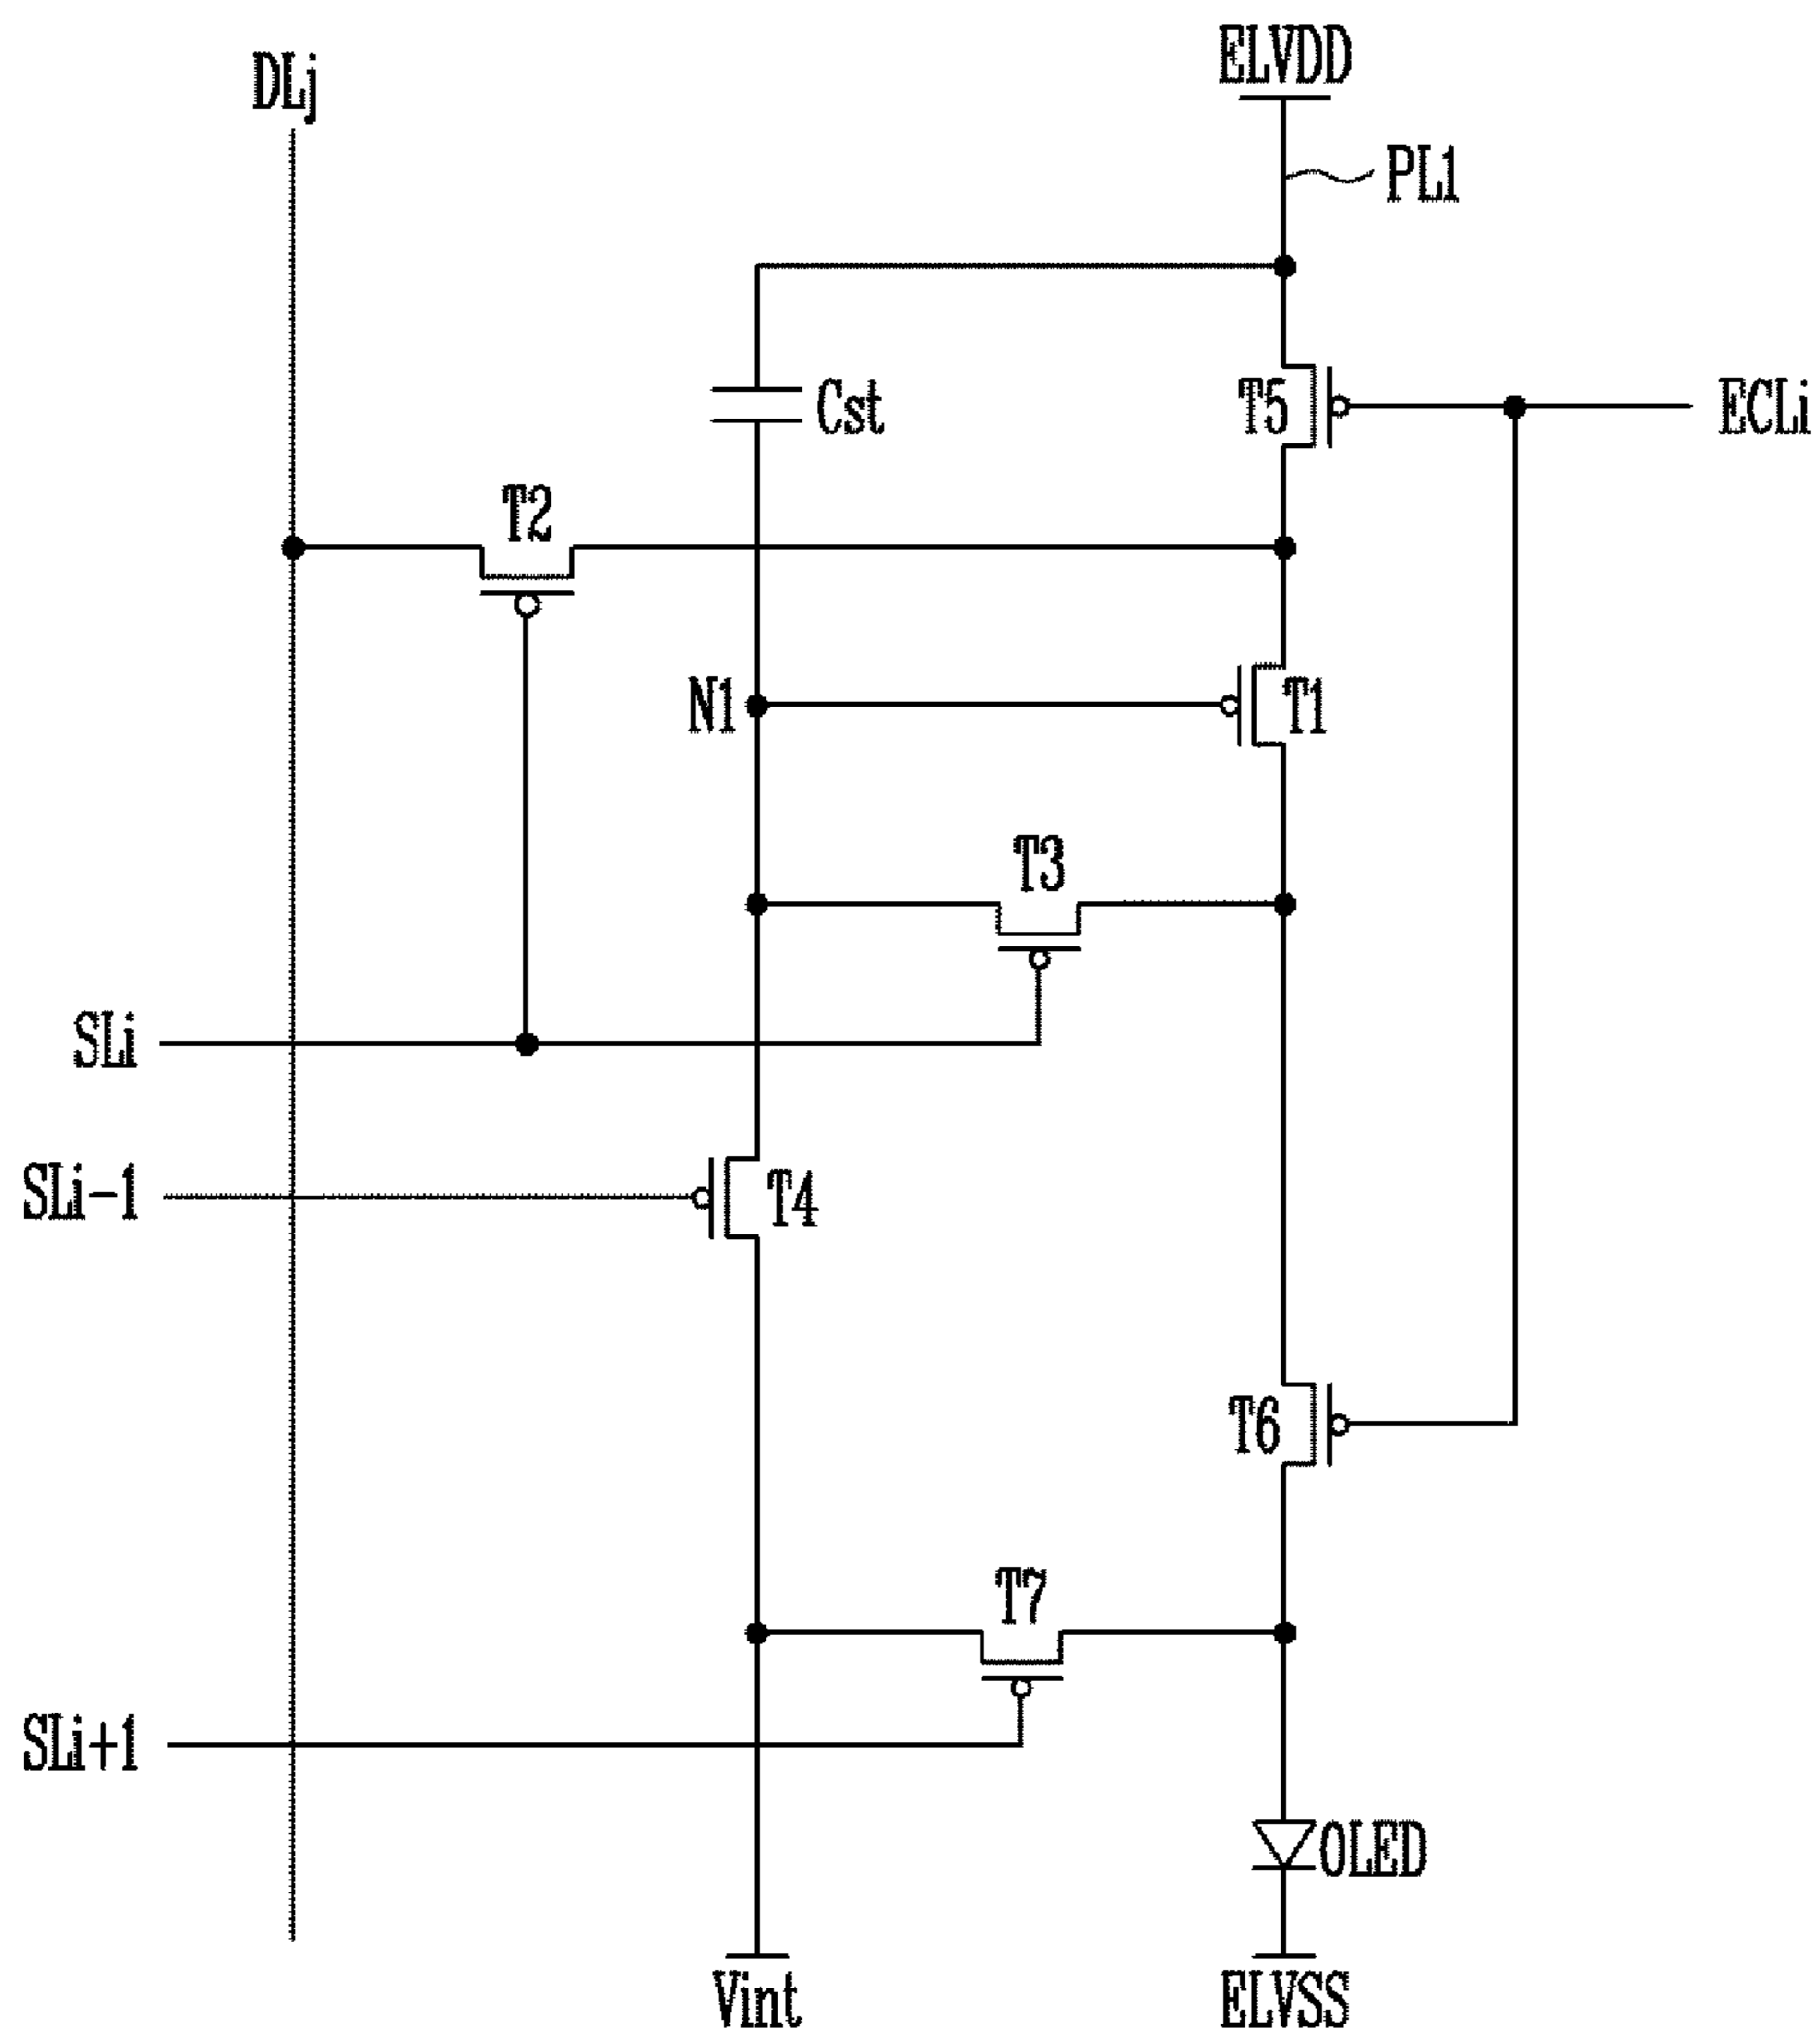 ELVDD
DLj
PL1
Cst
T5
ECLi
T2
N1
T1
T3
SLi
SLi-1
T4
T6
T7
SLi+1
OLED
Vint
ELVSS